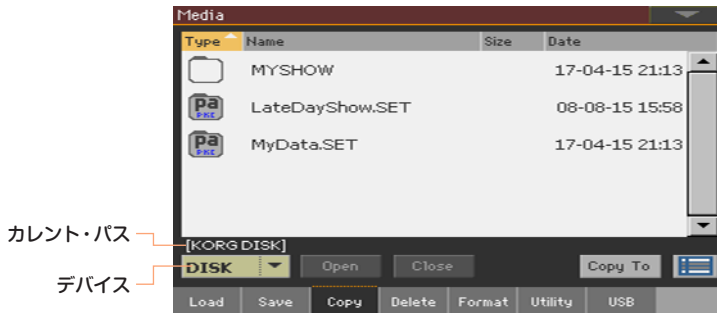 Media
Type Name Size Date
MYSHOW 17-04-15 21:13
Pa PKG LateDayShow.SET 08-08-15 15:58
Pa PKG MyData.SET 17-04-15 21:13
カレント・パス
[KORG DISK]
デバイス
DISK Open Close Copy To
Load Save Copy Delete Format Utility USB